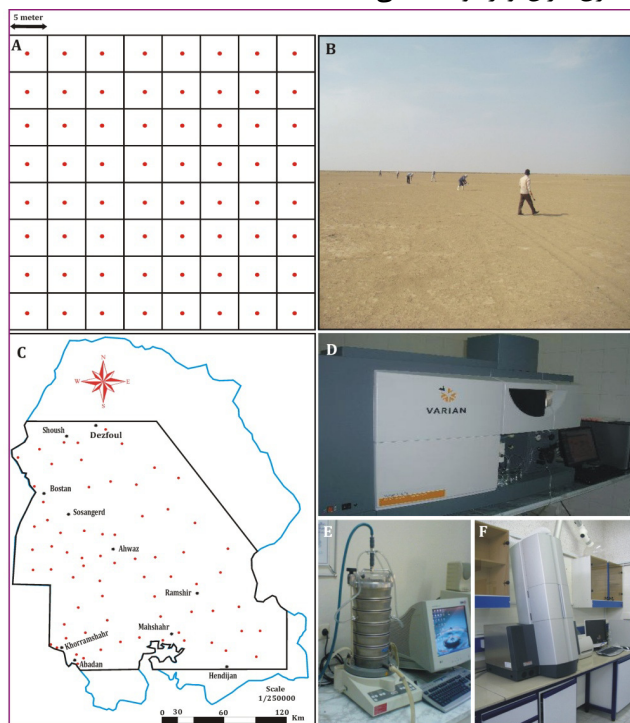 5 meter
A
B
C
N
W E
S
Shoush
Dezfoul
Bostan
Sosangerd
Ahwaz
Ramshir
Mahshahr
Khorramshahr
Abadan
Hendijan
Scale
1/250000
0 30 60 120
Km
D
VARIAN
E
F